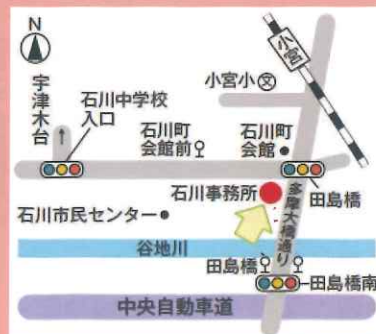 N
宇津木台
小宮
小宮小 文
石川中学校
入口
石川町
会館前
石川町
会館
田島橋
石川事務所
多摩大橋通り
石川市民センター
谷地川
田島橋
田島橋南
中央自動車道